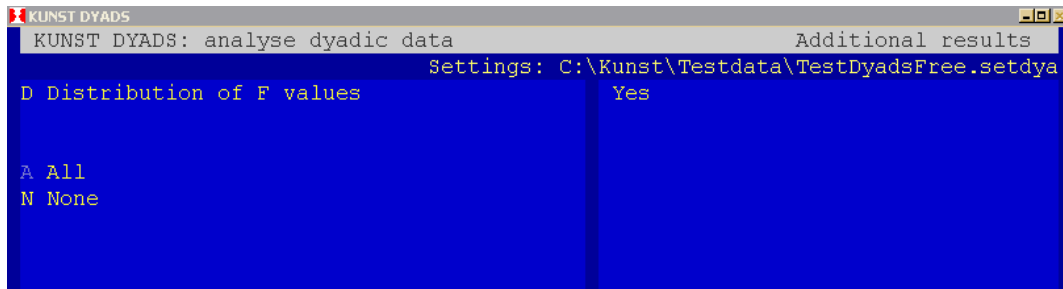 KUNST DYADS
KUNST DYADS: analyse dyadic data Additional results
Settings: C:\Kunst\Testdata\TestDyadsFree.setdya
D Distribution of F values Yes
A All
N None